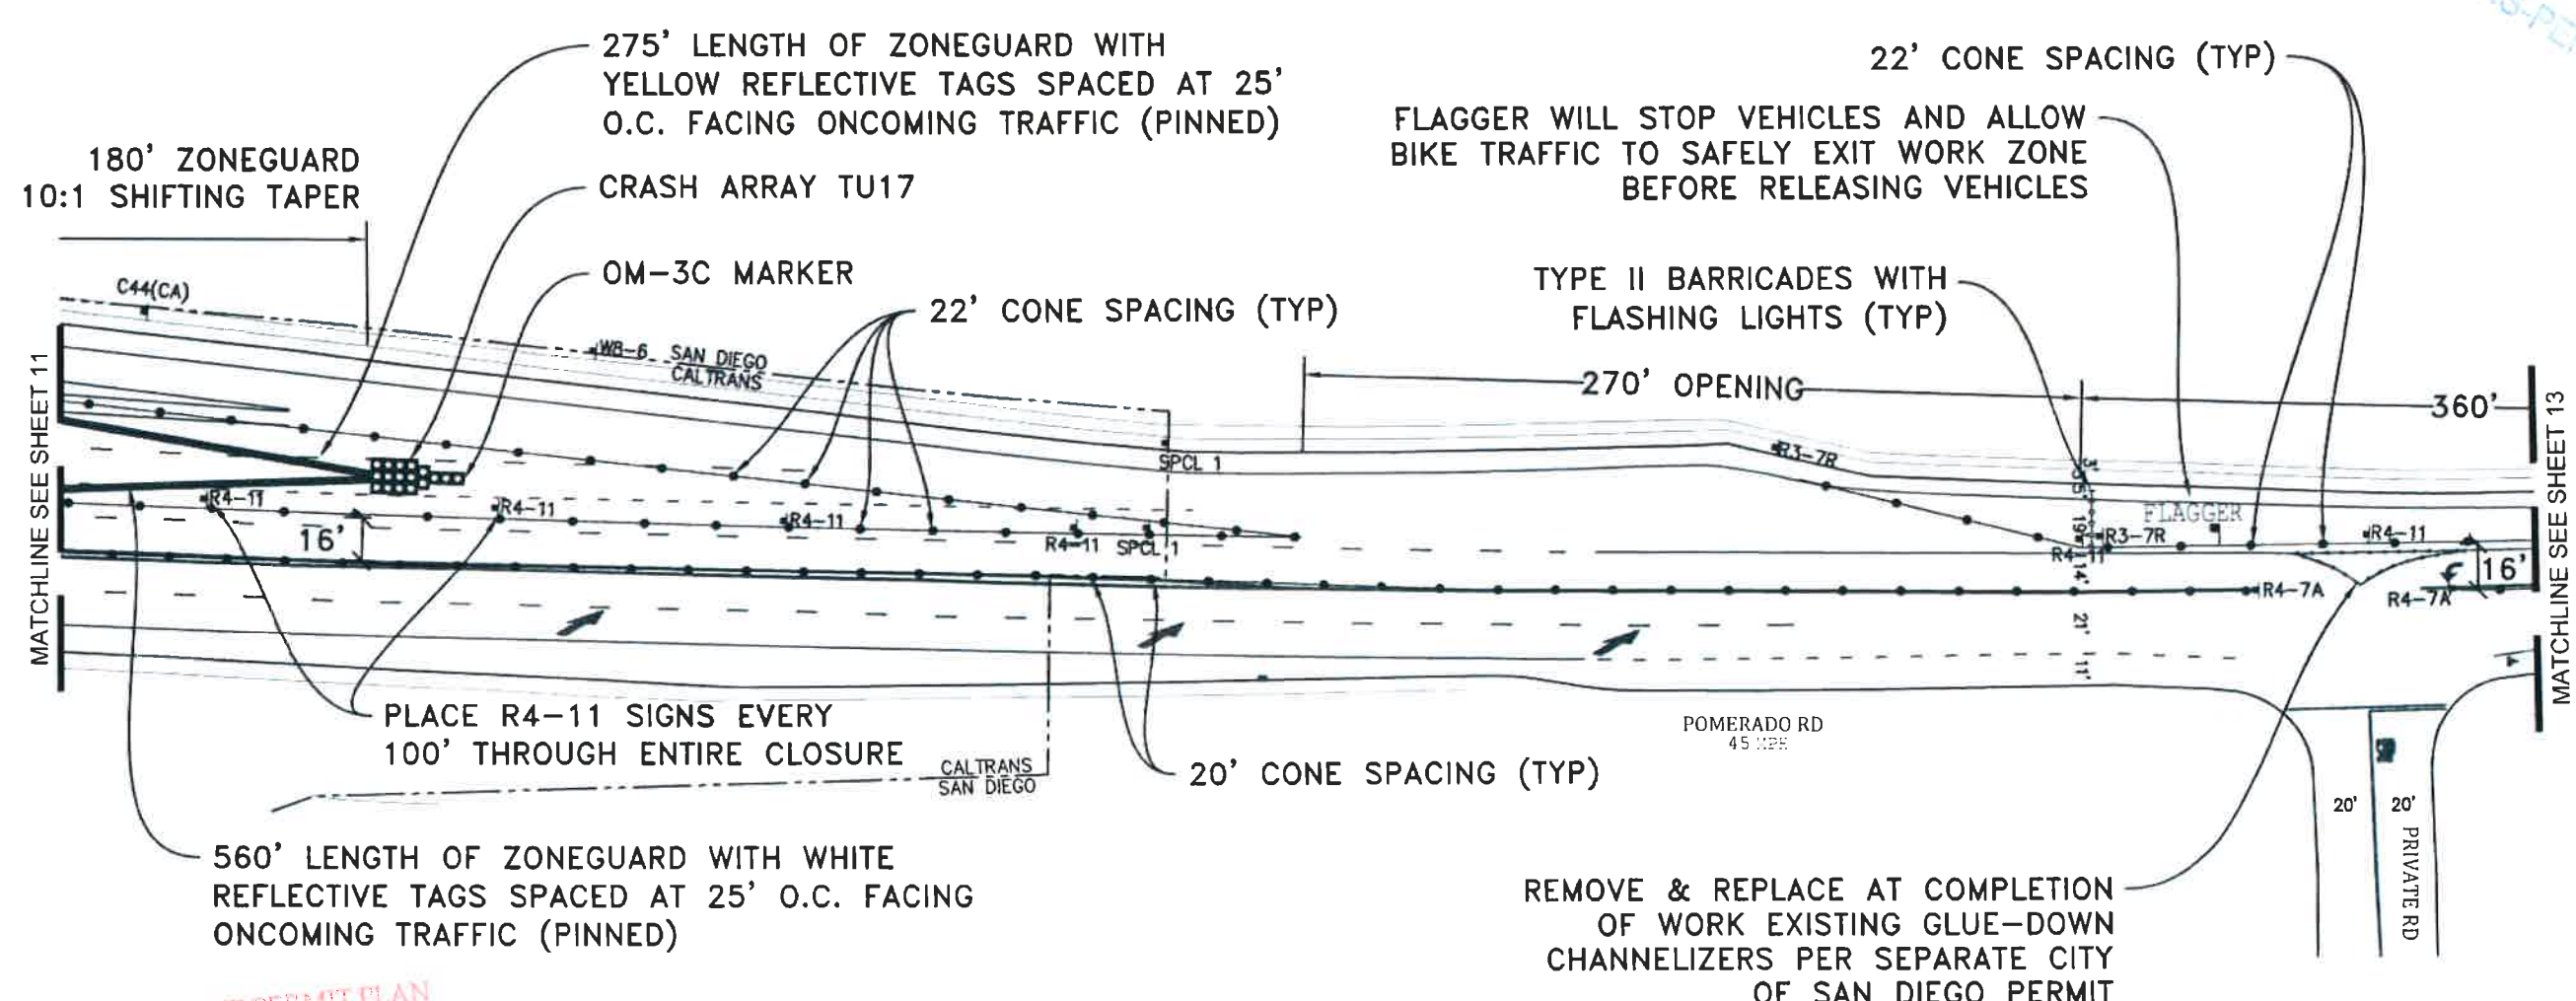 275' LENGTH OF ZONEGUARD WITH
YELLOW REFLECTIVE TAGS SPACED AT 25'
O.C. FACING ONCOMING TRAFFIC (PINNED)
22' CONE SPACING (TYP)
FLAGGER WILL STOP VEHICLES AND ALLOW
BIKE TRAFFIC TO SAFELY EXIT WORK ZONE
BEFORE RELEASING VEHICLES
180' ZONEGUARD
10:1 SHIFTING TAPER
CRASH ARRAY TU17
OM-3C MARKER
22' CONE SPACING (TYP)
TYPE II BARRICADES WITH
FLASHING LIGHTS (TYP)
C44(CA)
W8-6
SAN DIEGO
CALTRANS
270' OPENING
360'
MATCHLINE SEE SHEET 11
MATCHLINE SEE SHEET 13
SPCL 1
R3-7R
R4-11
R4-11
R4-11
R4-11
SPCL 1
16'
3'
5'
19'
FLAGGER
R3-7R
R4-11
R4-11
14'
16'
R4-7A
R4-7A
21'
11'
PLACE R4-11 SIGNS EVERY
100' THROUGH ENTIRE CLOSURE
CALTRANS
SAN DIEGO
20' CONE SPACING (TYP)
POMERADO RD
45
20'
20'
PRIVATE RD
560' LENGTH OF ZONEGUARD WITH WHITE
REFLECTIVE TAGS SPACED AT 25' O.C. FACING
ONCOMING TRAFFIC (PINNED)
REMOVE & REPLACE AT COMPLETION
OF WORK EXISTING GLUE-DOWN
CHANNELIZERS PER SEPARATE CITY
OF SAN DIEGO PERMIT
PLAN